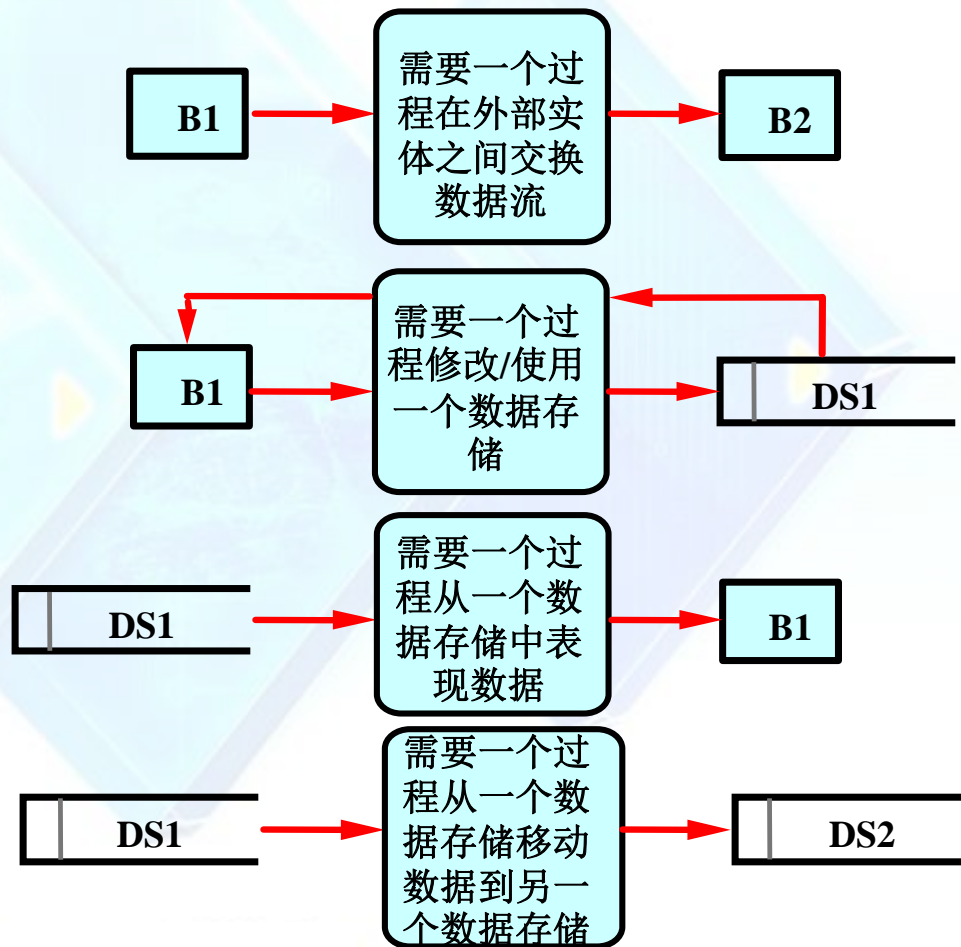 需要一个过
B1
程在外部实
B2
体之间交换
数据流
需要一个过
B1
程修改/使用
DS1
一个数据存
储
需要一个过
DS1
程从一个数
B1
据存储中表
现数据
需要一个过
程从一个数
DS1
据存储移动
DS2
数据到另一
个数据存储